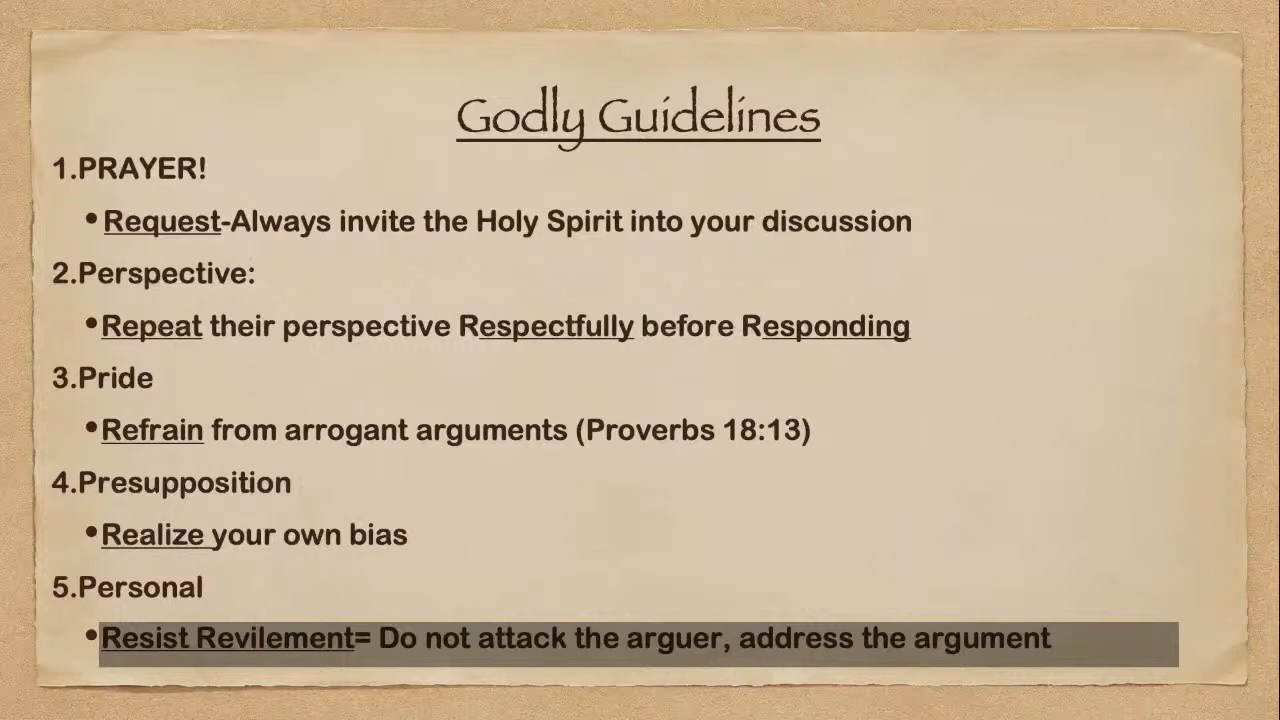 Godly Guidelines
1.PRAYER!
•Request-Always invite the Holy Spirit into your discussion
2.Perspective:
•Repeat their perspective Respectfully before Responding
3.Pride
•Refrain from arrogant arguments (Proverbs 18:13)
4.Presupposition
•Realize your own bias
5.Personal
•Resist Revilement= Do not attack the arguer, address the argument